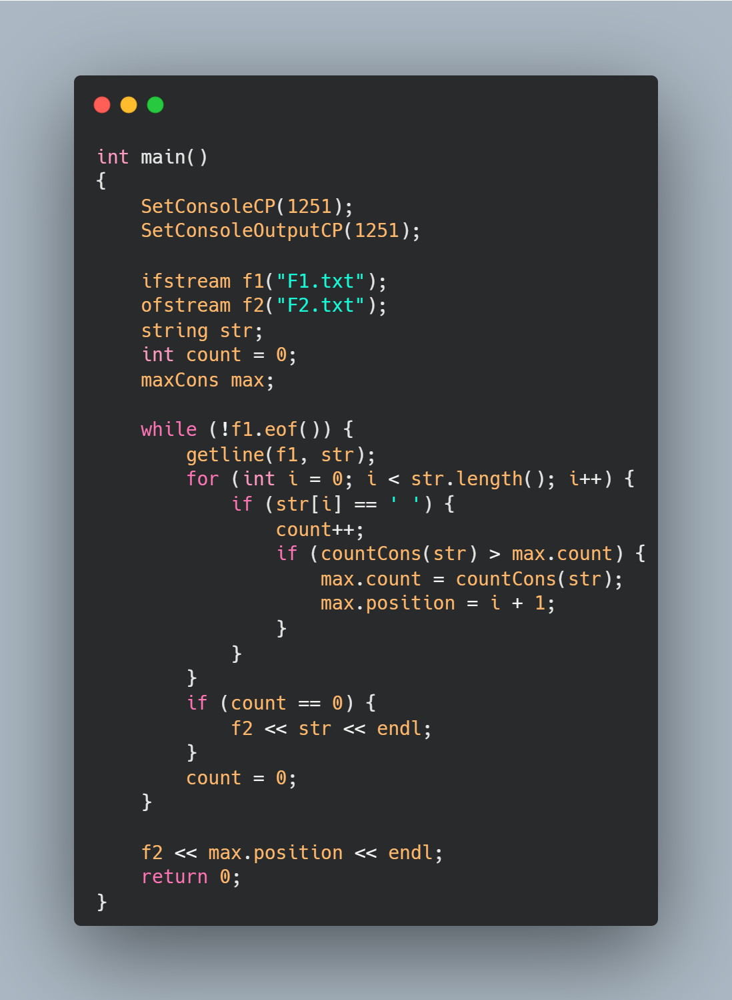 int main()
{
    SetConsoleCP(1251);
    SetConsoleOutputCP(1251);

    ifstream f1("F1.txt");
    ofstream f2("F2.txt");
    string str;
    int count = 0;
    maxCons max;

    while (!f1.eof()) {
        getline(f1, str);
        for (int i = 0; i < str.length(); i++) {
            if (str[i] == ' ') {
                count++;
                if (countCons(str) > max.count) {
                    max.count = countCons(str);
                    max.position = i + 1;
                }
            }
        }
        if (count == 0) {
            f2 << str << endl;
        }
        count = 0;
    }

    f2 << max.position << endl;
    return 0;
}